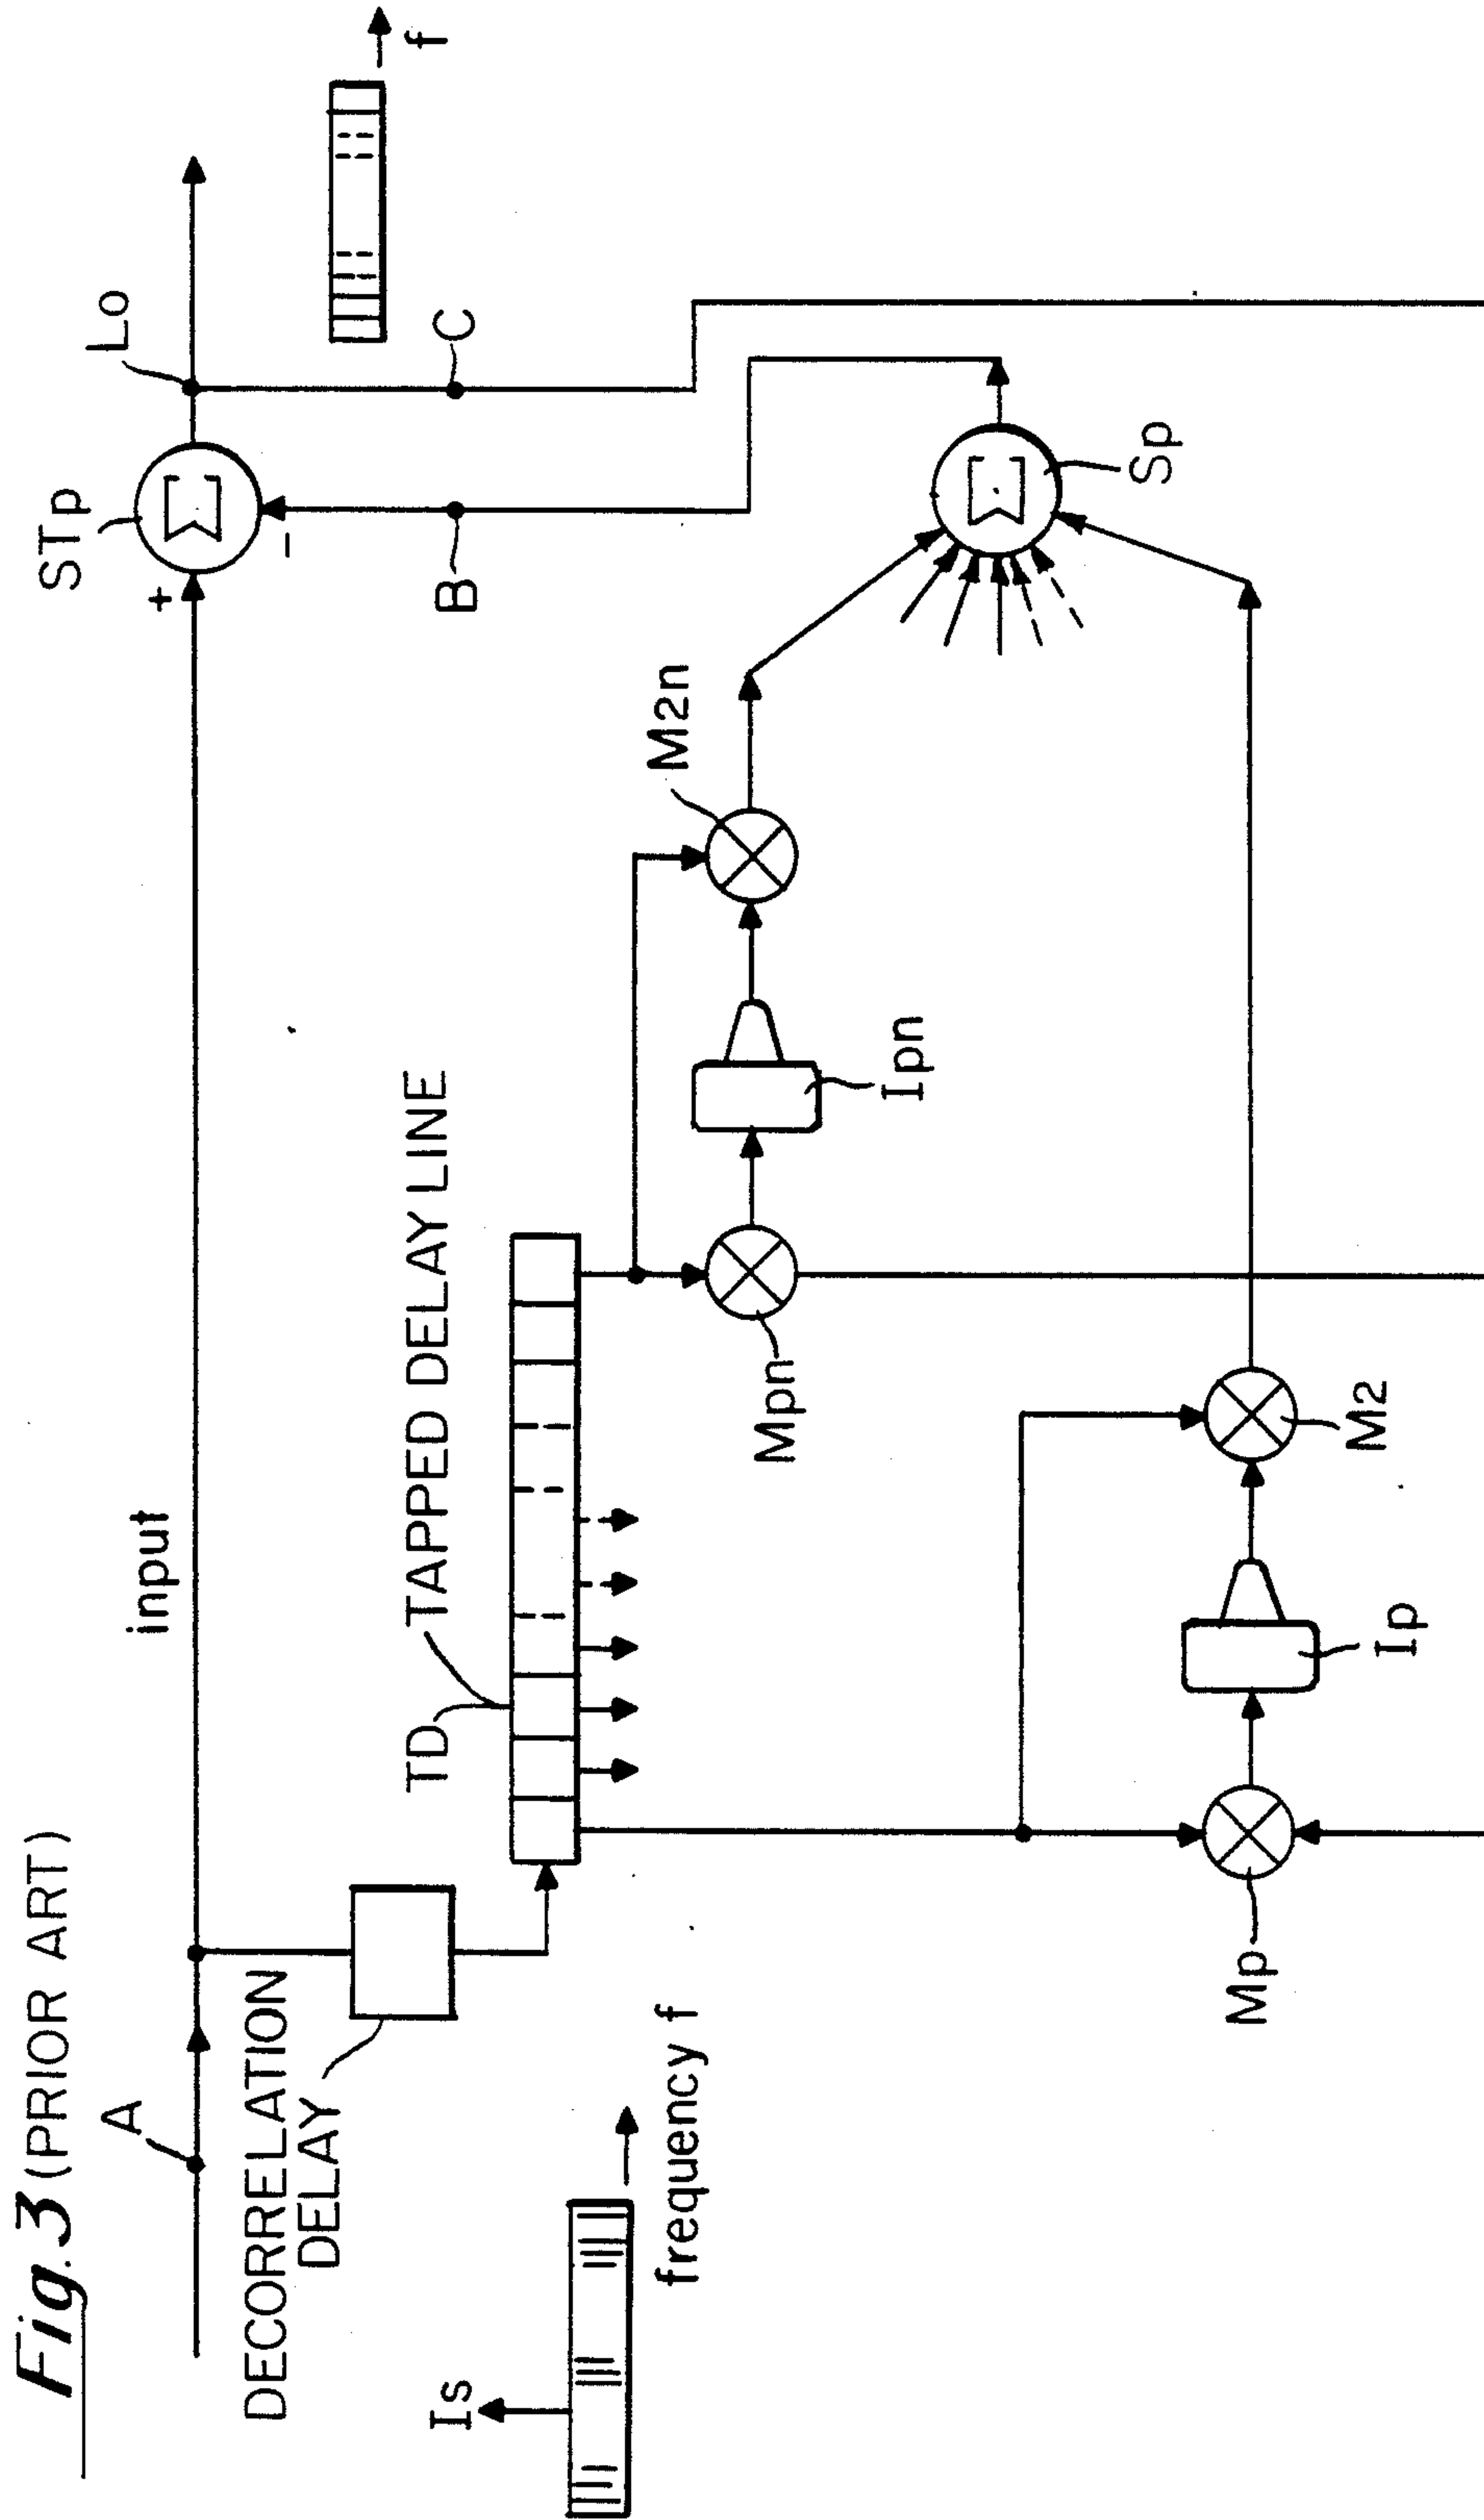 Fig. 3 (PRIOR ART)
A
input
STp
+
-
Lo
DECORRELATION
DELAY
TD
TAPPED DELAY LINE
B
C
f
Is
frequency f
Mpn
Ipn
M2n
Sp
Mp
Ip
M2
Σ
Σ